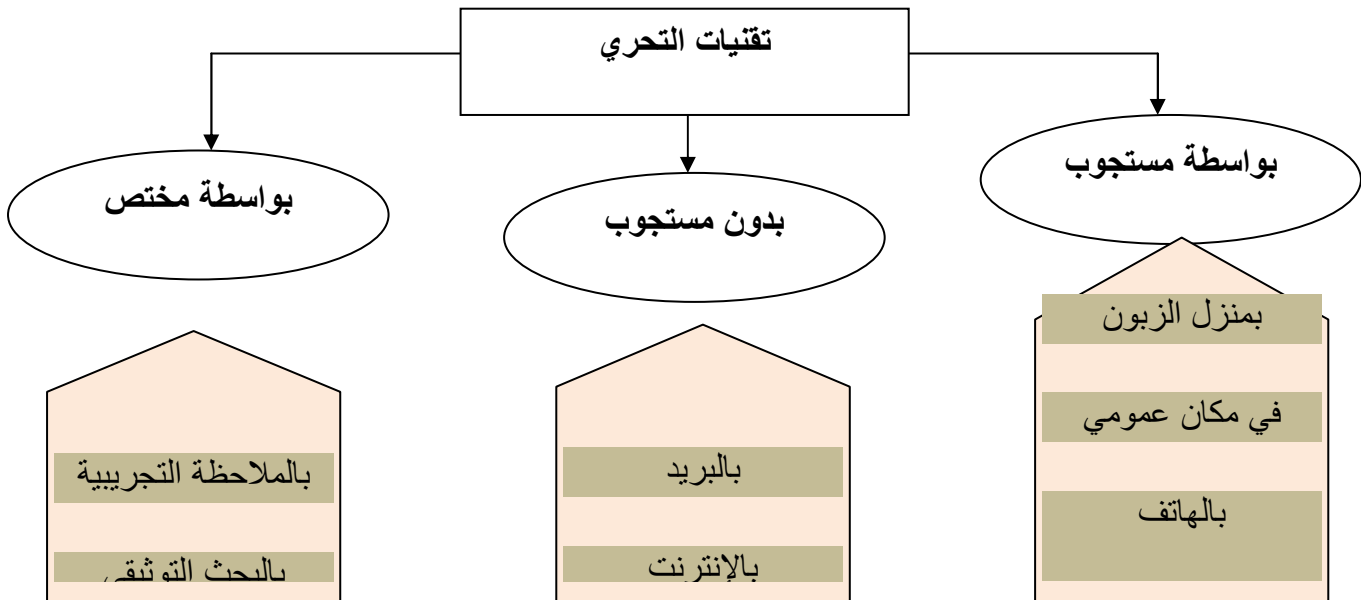 تقنيات التحري
بواسطة مستجوب
بدون مستجوب
بواسطة مختص
بمنزل الزبون
في مكان عمومي
بالهاتف
بالبريد
بالإنترنت
بالملاحظة التجريبية
بالبحث التوثيقي